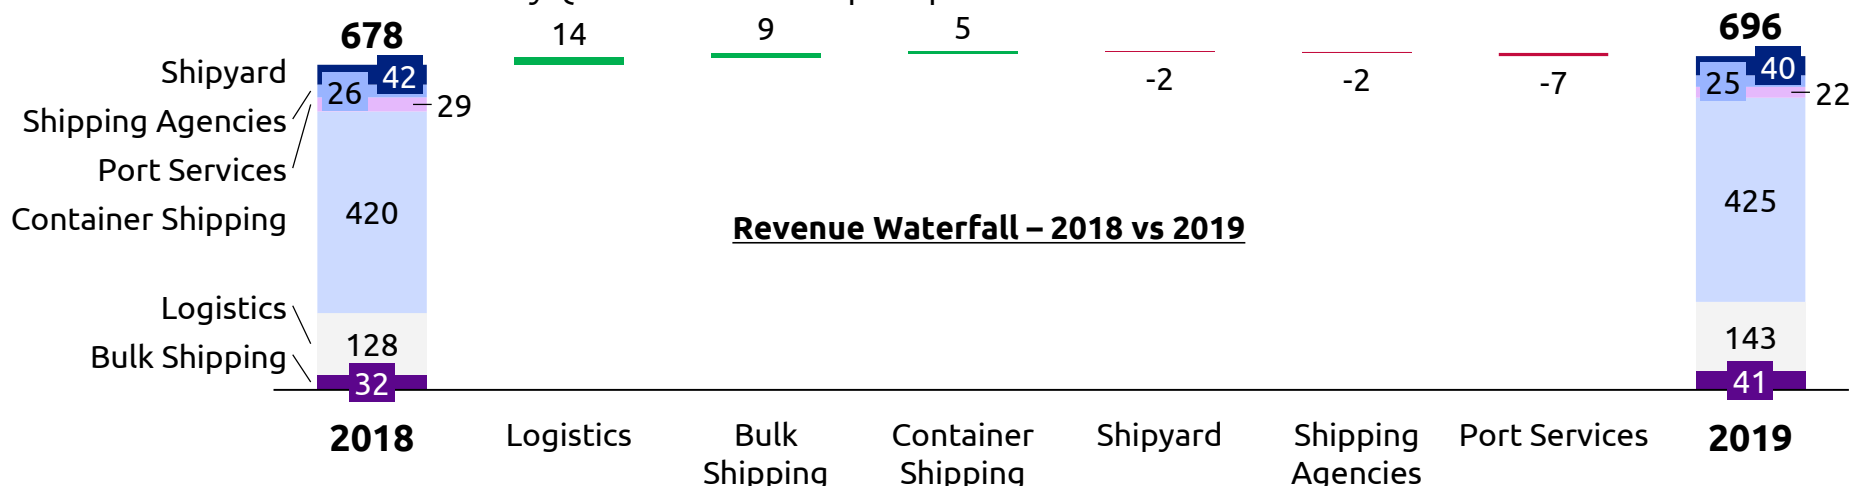 678
14
9
5
696
Shipyard
42
40
26
25
-2
-2
-7
29
22
Shipping Agencies
Port Services
Container Shipping
420
425
Revenue Waterfall – 2018 vs 2019
Logistics
128
143
Bulk Shipping
32
41
2018
Logistics
Bulk
Shipping
Container
Shipping
Shipyard
Shipping
Agencies
Port Services
2019